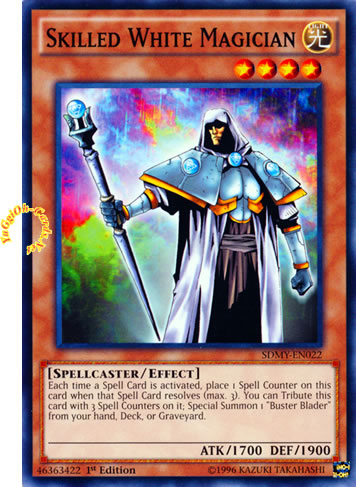 SKILLED WHITE MAGICIAN
LIGHT
光
SDMY-EN022
[SPELLCASTER/EFFECT]
Each time a Spell Card is activated, place 1 Spell Counter on this
card when that Spell Card resolves (max. 3). You can Tribute this
card with 3 Spell Counters on it; Special Summon 1 "Buster Blader"
from your hand, Deck, or Graveyard.
ATK/1700 DEF/1900
46363422 1st Edition ©1996 KAZUKI TAKAHASHI